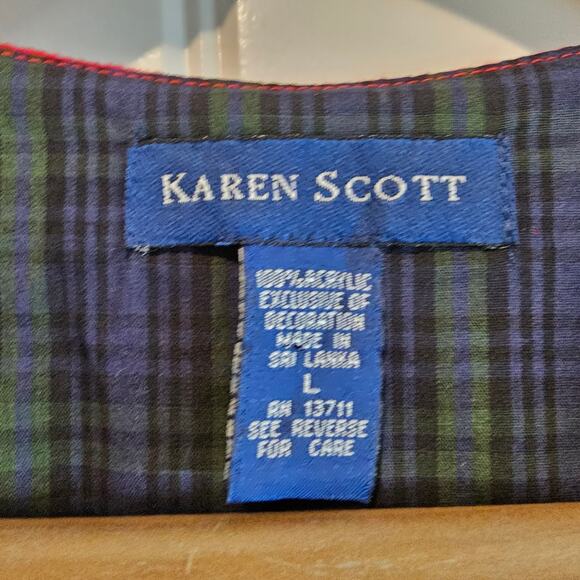 KAREN SCOTT
100% ACRYLIC
EXCLUSIVE OF
DECORATION
MADE IN
SRI LANKA
L
RN 13711
SEE REVERSE
FOR CARE